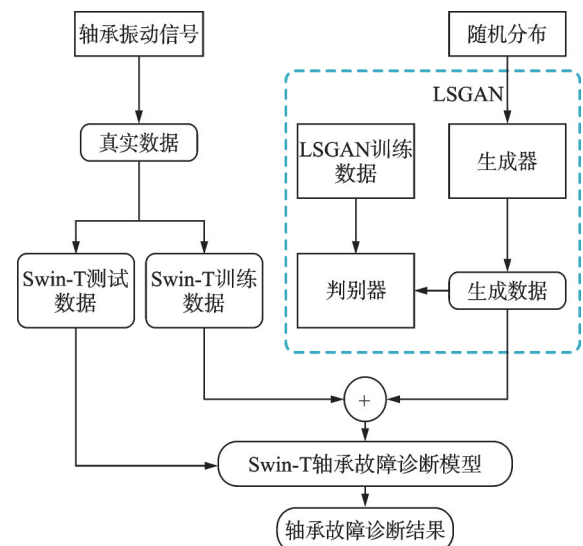 轴承振动信号
随机分布
LSGAN
真实数据
LSGAN训练
数据
生成器
Swin-T测试
数据
Swin-T训练
数据
判别器
生成数据
+
Swin-T轴承故障诊断模型
轴承故障诊断结果